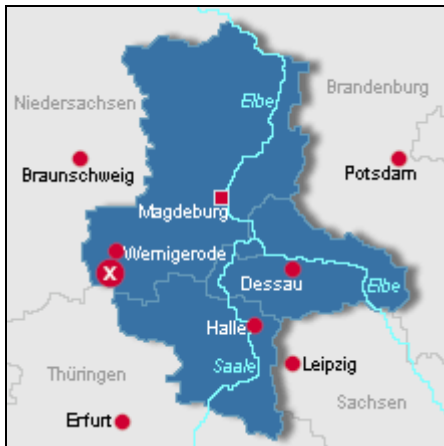 Elbe
Brandenburg
Niedersachsen
Braunschweig
Potsdam
Magdeburg
Wernigerode
X
Dessau
Elbe
Halle
Saale
Leipzig
Thüringen
Sachsen
Erfurt